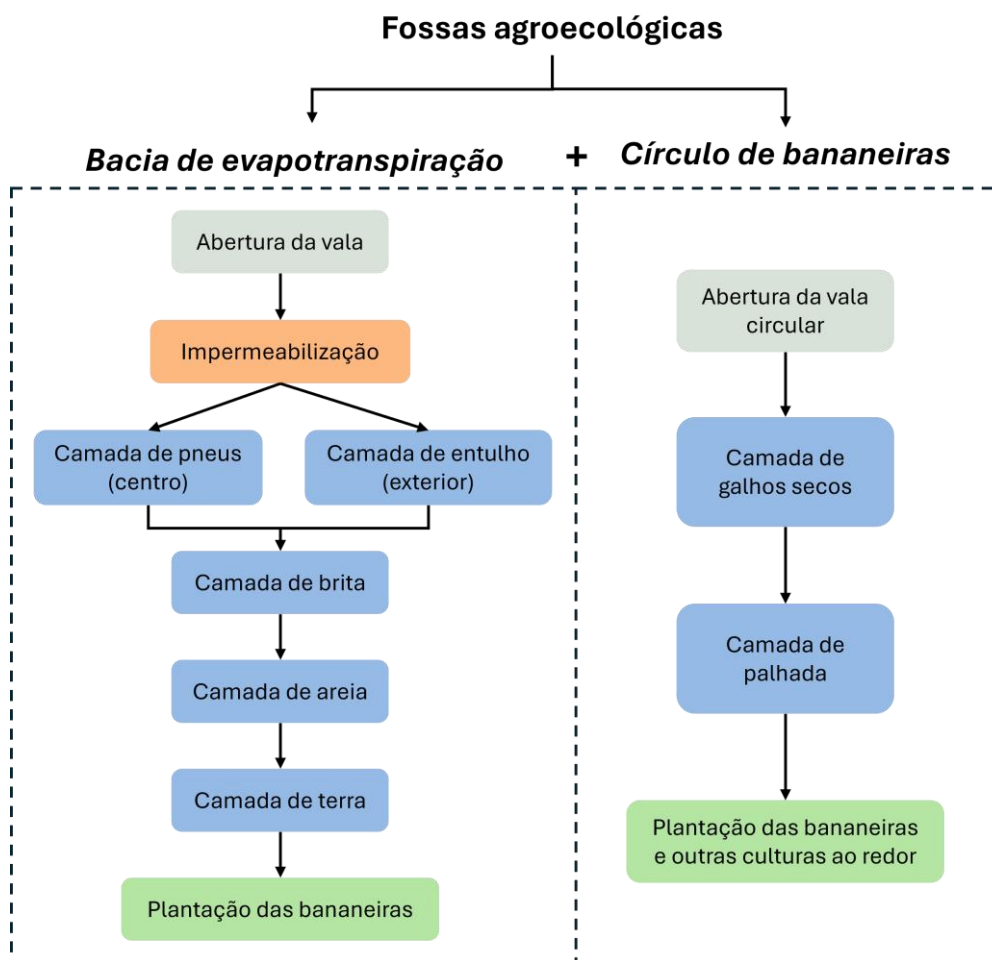 Fossas agroecológicas
Bacia de evapotranspiração + Círculo de bananeiras
Abertura da vala
Impermeabilização
Camada de pneus
(centro)
Camada de entulho
(exterior)
Camada de brita
Camada de areia
Camada de terra
Plantação das bananeiras
Abertura da vala
circular
Camada de
galhos secos
Camada de
palhada
Plantação das bananeiras
e outras culturas ao redor